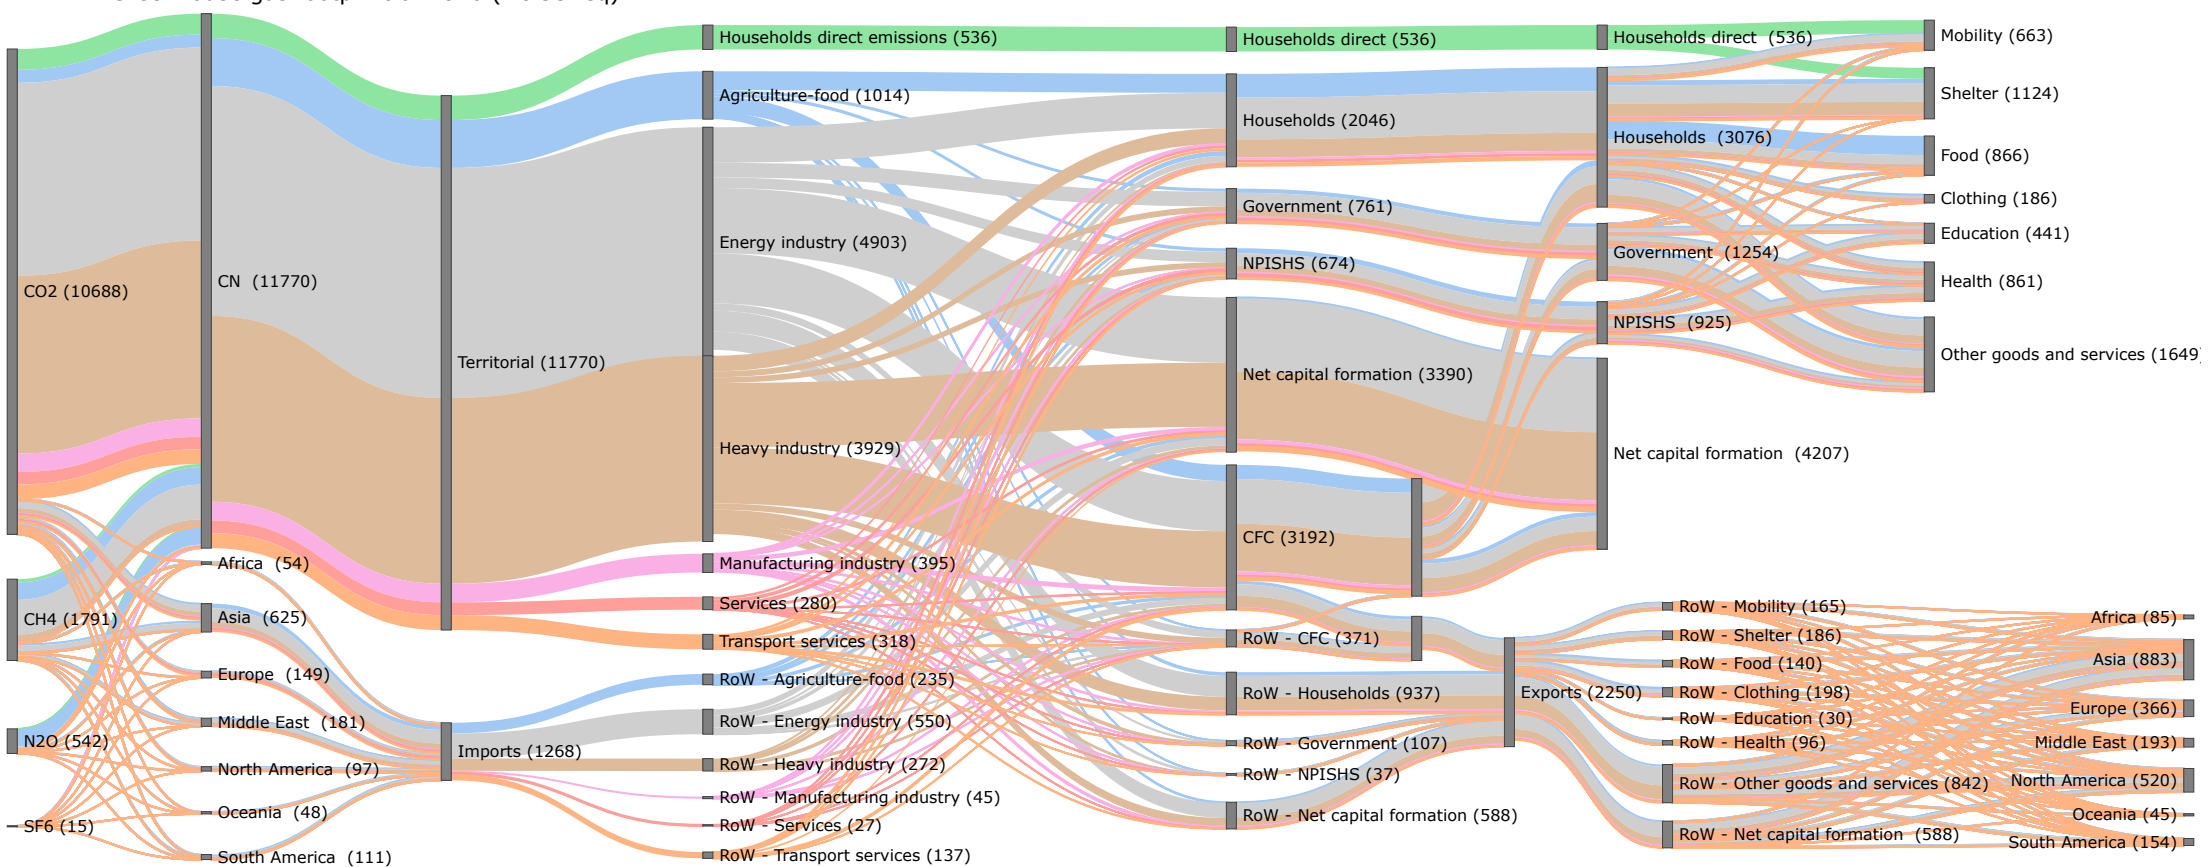 CO2 (10688)
CH4 (1791)
N2O (542)
SF6 (15)
CN (11770)
Africa (54)
Asia (625)
Europe (149)
Middle East (181)
North America (97)
Oceania (48)
South America (111)
Territorial (11770)
Imports (1268)
Households direct emissions (536)
Agriculture-food (1014)
Energy industry (4903)
Heavy industry (3929)
Manufacturing industry (395)
Services (280)
Transport services (318)
RoW - Agriculture-food (235)
RoW - Energy industry (550)
RoW - Heavy industry (272)
RoW - Manufacturing industry (45)
RoW - Services (27)
RoW - Transport services (137)
Households direct (536)
Households (2046)
Government (761)
NPISHS (674)
Net capital formation (3390)
CFC (3192)
RoW - CFC (371)
RoW - Households (937)
RoW - Government (107)
RoW - NPISHS (37)
RoW - Net capital formation (588)
Exports (2250)
Households direct (536)
Households (3076)
Government (1254)
NPISHS (925)
Net capital formation (4207)
RoW - Mobility (165)
RoW - Shelter (186)
RoW - Food (140)
RoW - Clothing (198)
RoW - Education (30)
RoW - Health (96)
RoW - Other goods and services (842)
RoW - Net capital formation (588)
Mobility (663)
Shelter (1124)
Food (866)
Clothing (186)
Education (441)
Health (861)
Other goods and services (1649)
Africa (85)
Asia (883)
Europe (366)
Middle East (193)
North America (520)
Oceania (45)
South America (154)